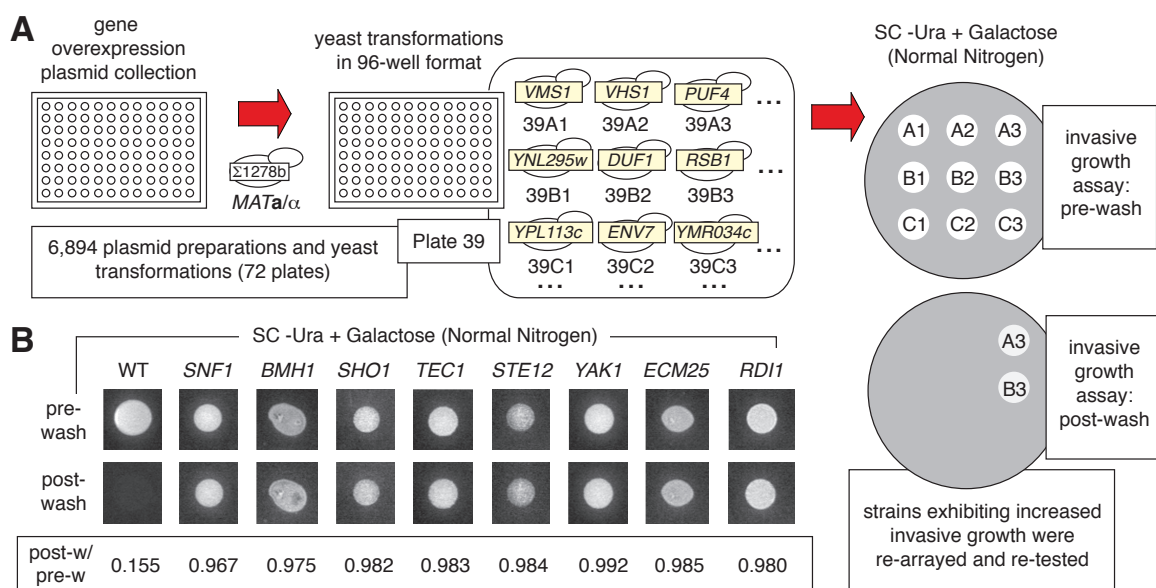 A
gene
overexpression
plasmid collection
yeast transformations
in 96-well format
Σ1278b
MATa/α
6,894 plasmid preparations and yeast
transformations (72 plates)
Plate 39
VMS1 VHS1 PUF4 ...
39A1 39A2 39A3
YNL295w DUF1 RSB1 ...
39B1 39B2 39B3
YPL113c ENV7 YMR034c ...
39C1 39C2 39C3
... ... ...
SC -Ura + Galactose
(Normal Nitrogen)
A1 A2 A3
B1 B2 B3
C1 C2 C3
invasive
growth
assay:
pre-wash
A3
B3
invasive
growth
assay:
post-wash
strains exhibiting increased
invasive growth were
re-arrayed and re-tested
B
SC -Ura + Galactose (Normal Nitrogen)
WT SNF1 BMH1 SHO1 TEC1 STE12 YAK1 ECM25 RDI1
pre-
wash
post-
wash
post-w/
pre-w
0.155 0.967 0.975 0.982 0.983 0.984 0.992 0.985 0.980